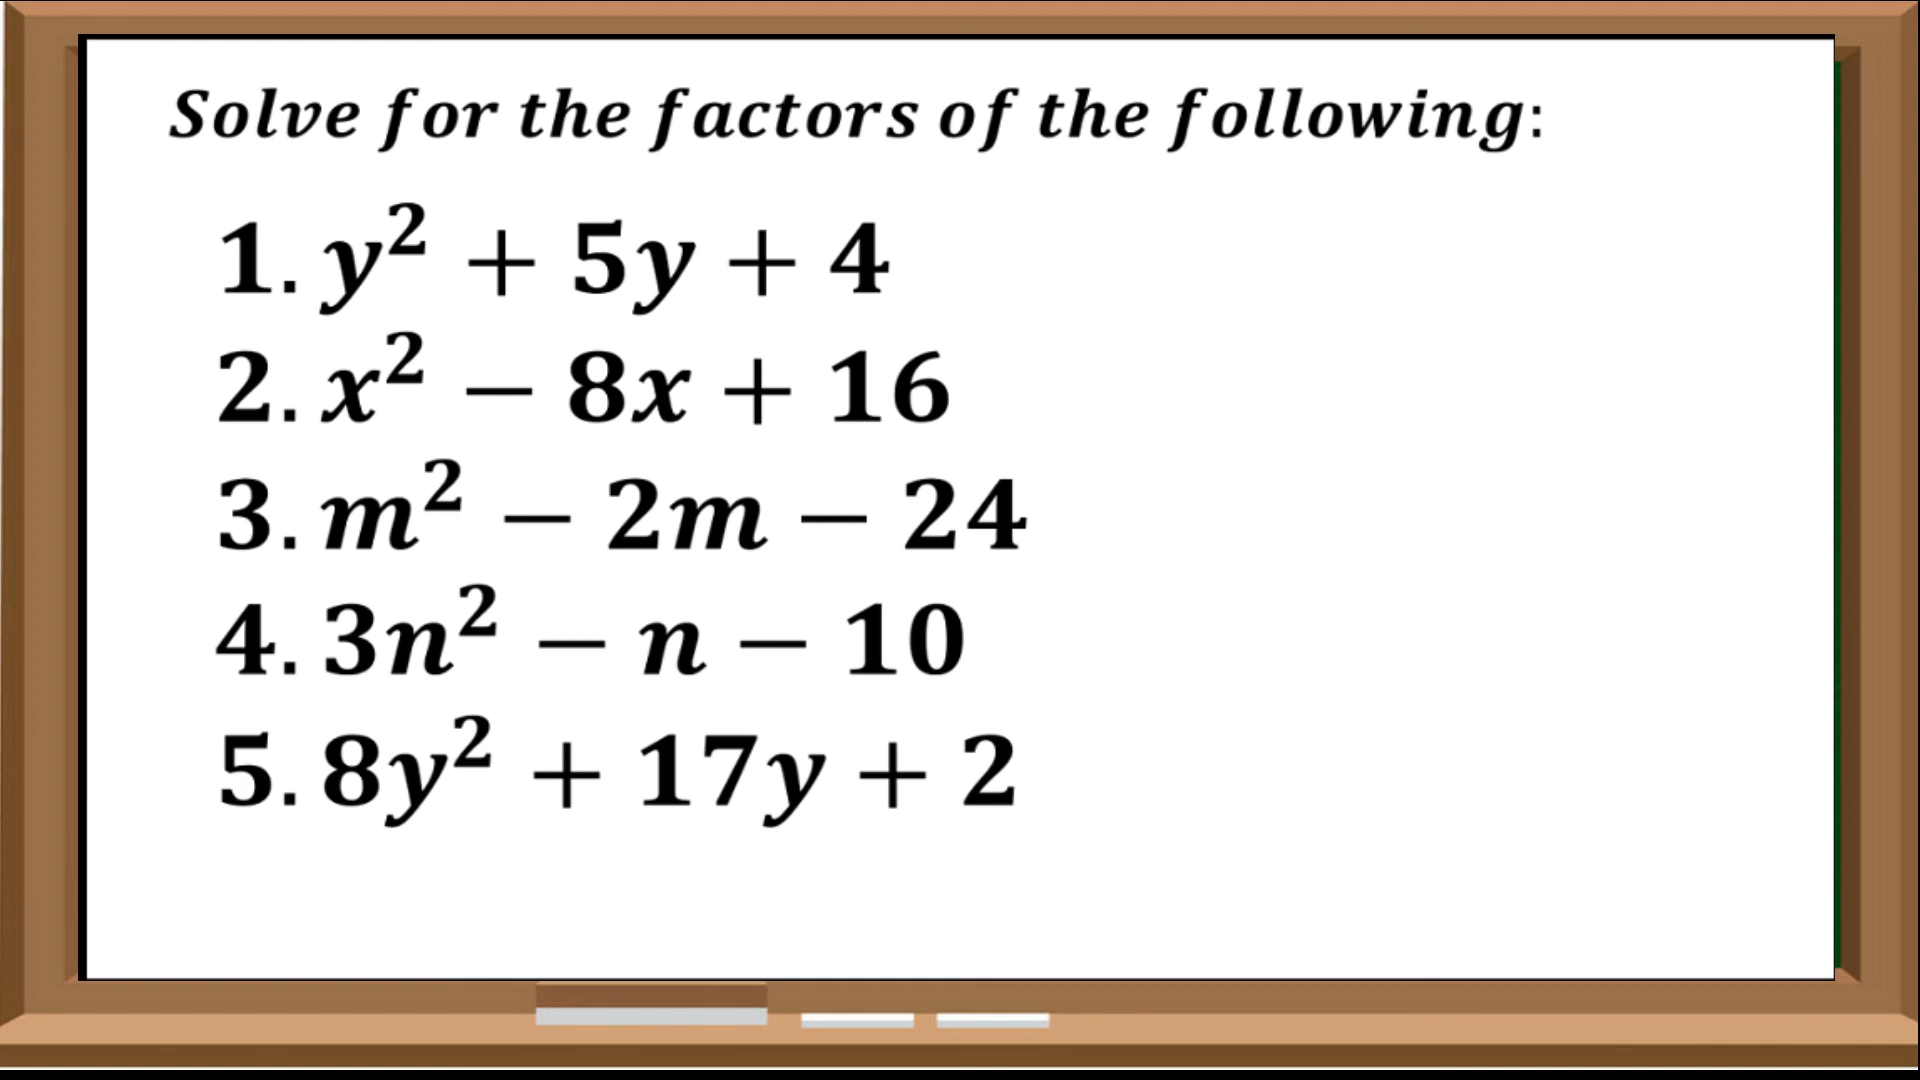 Solve for the factors of the following:
1. y² + 5y + 4
2. x² − 8x + 16
3. m² − 2m − 24
4. 3n² − n − 10
5. 8y² + 17y + 2